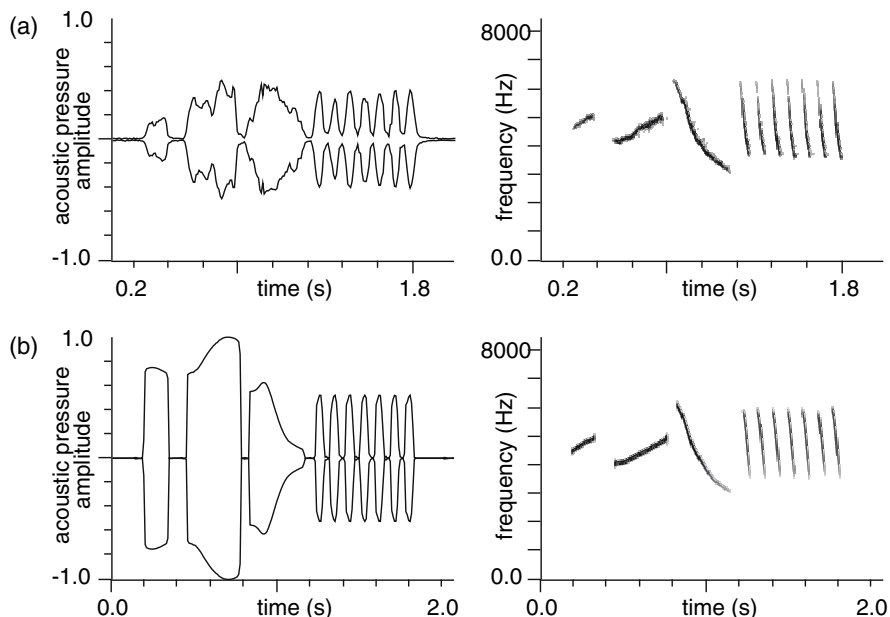 (a)
1.0
acoustic pressure
amplitude
-1.0
0.2
time (s)
1.8
8000
frequency (Hz)
0.0
0.2
time (s)
1.8
(b)
1.0
acoustic pressure
amplitude
-1.0
0.0
time (s)
2.0
8000
frequency (Hz)
0.0
0.0
time (s)
2.0